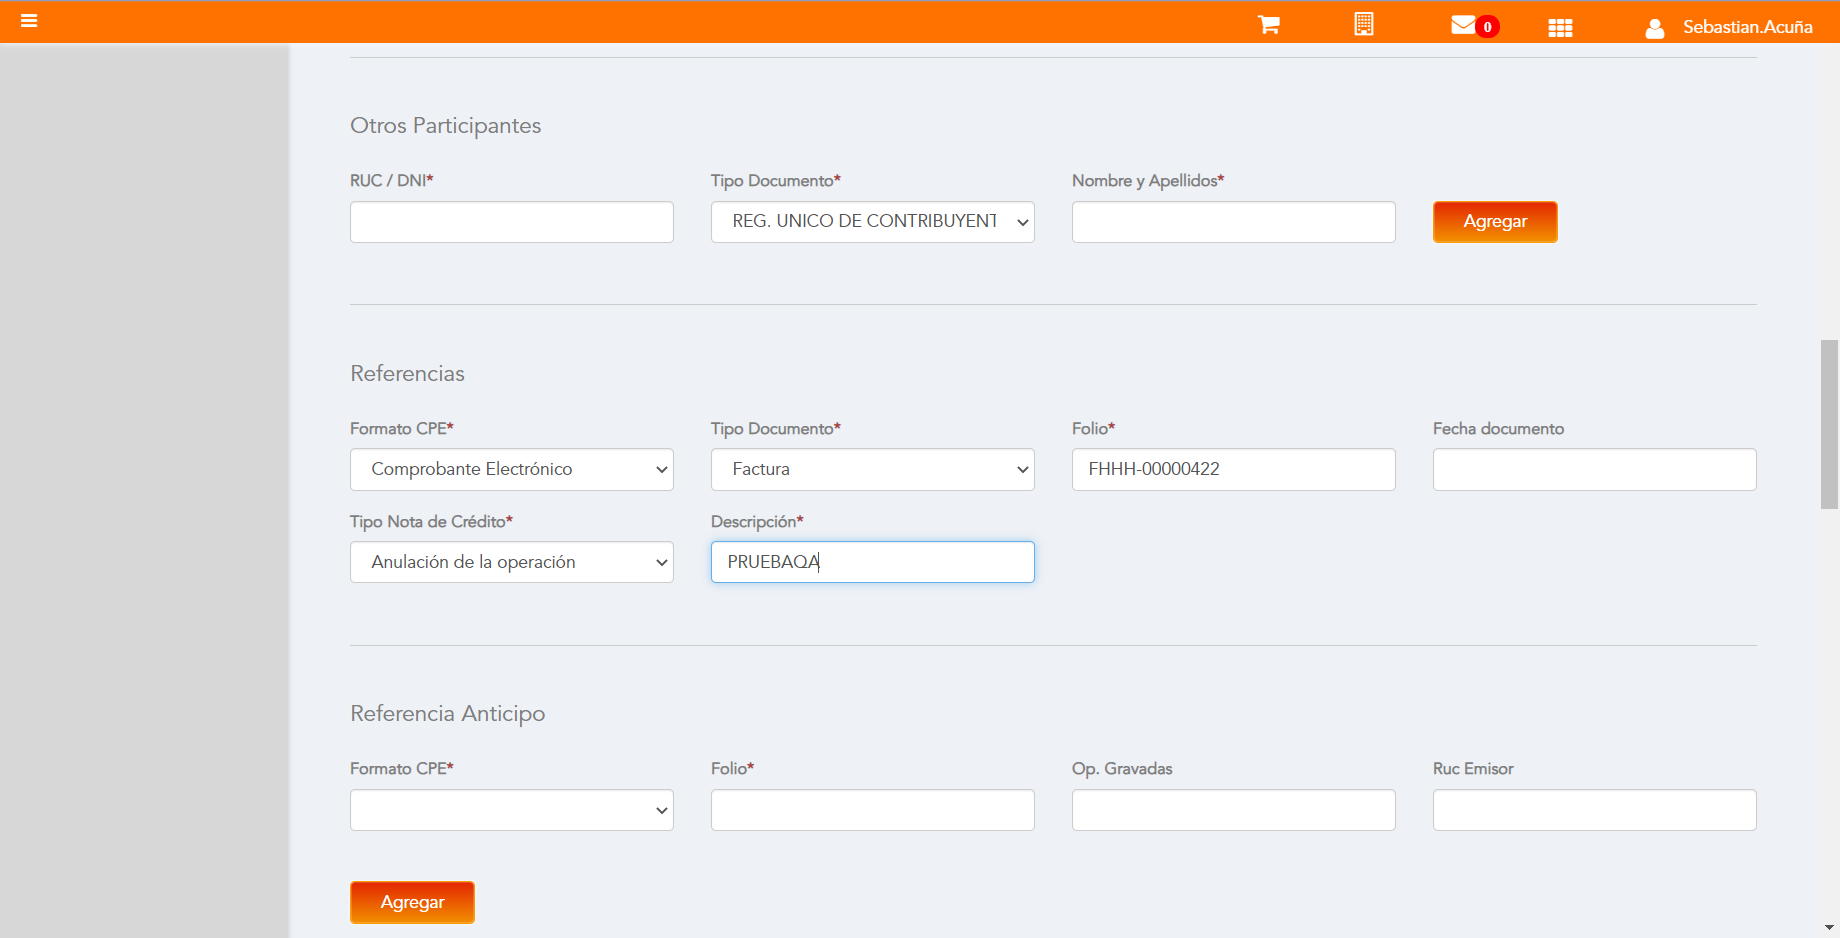 0
Sebastian.Acuña
Otros Participantes
RUC / DNI*
Tipo Documento*
Nombre y Apellidos*
REG. UNICO DE CONTRIBUYENT
Agregar
Referencias
Formato CPE*
Tipo Documento*
Folio*
Fecha documento
Comprobante Electrónico
Factura
FHHH-00000422
Tipo Nota de Crédito*
Descripción*
Anulación de la operación
PRUEBAQA
Referencia Anticipo
Formato CPE*
Folio*
Op. Gravadas
Ruc Emisor
Agregar